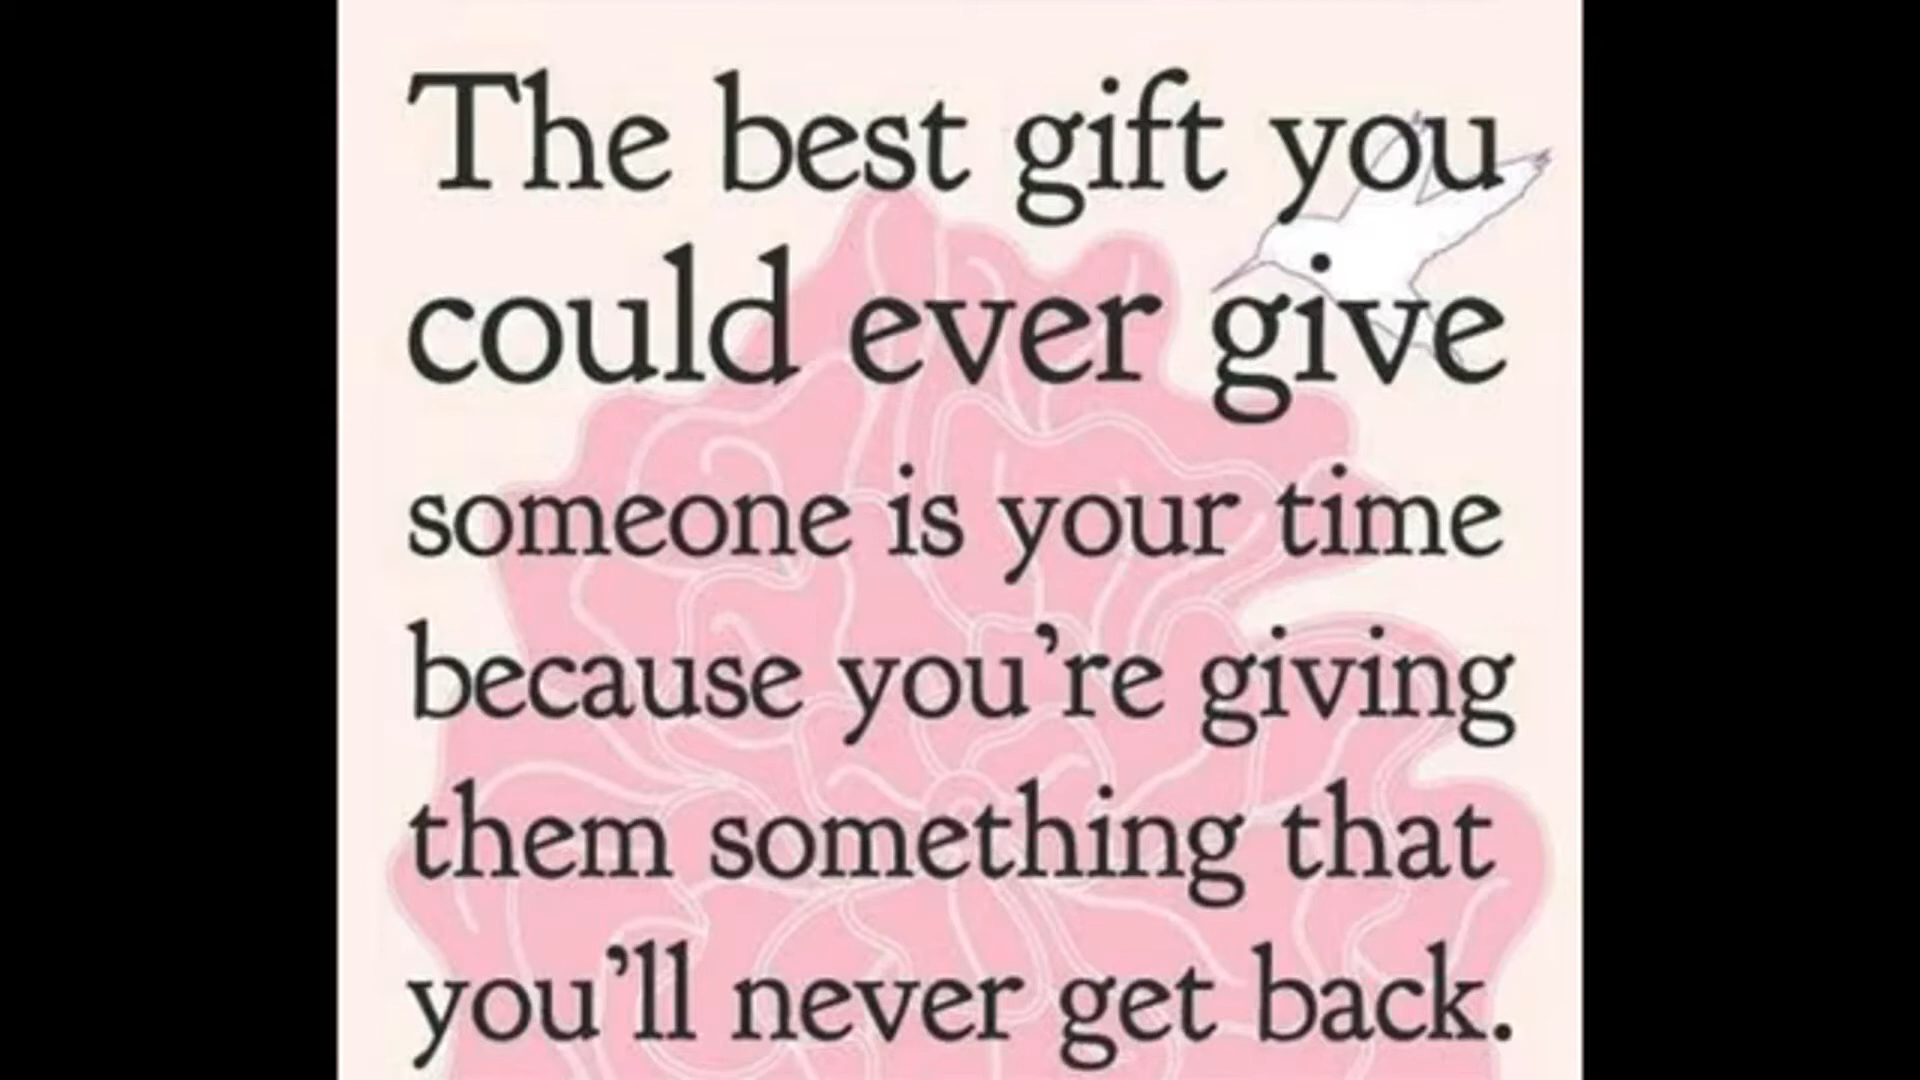 The best gift you
could ever give
someone is your time
because you're giving
them something that
you'll never get back.